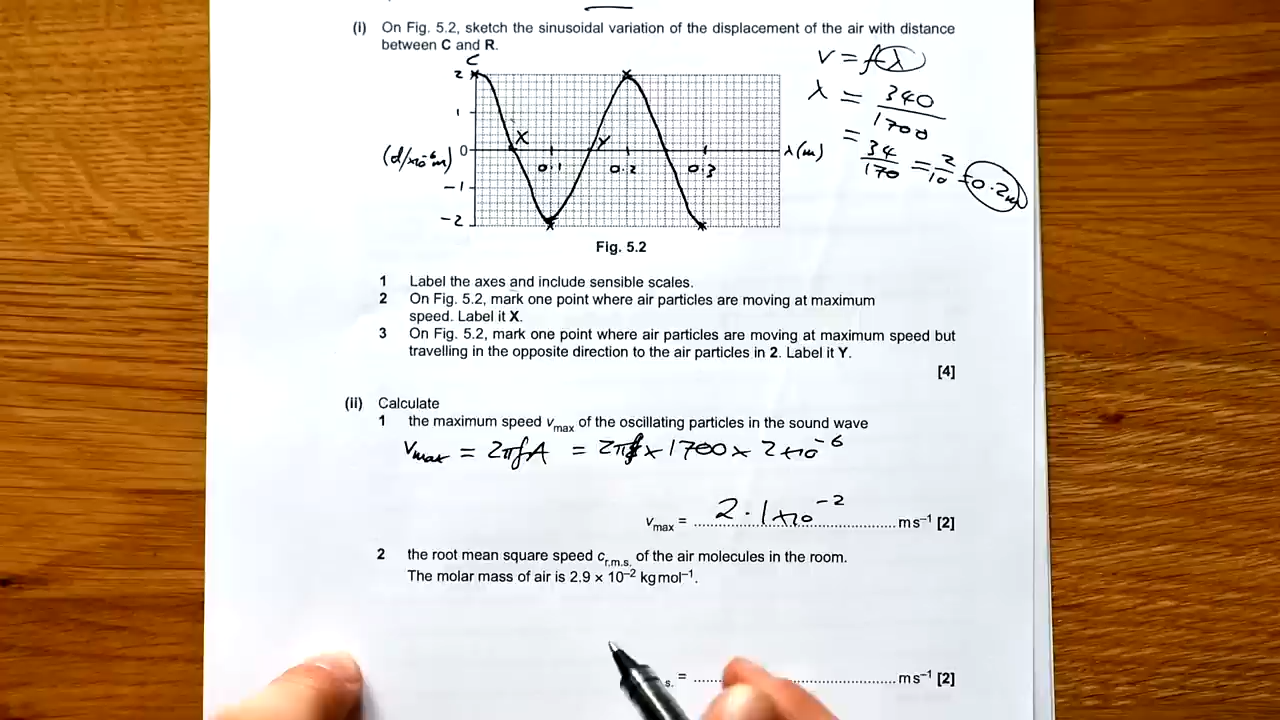 (i) On Fig. 5.2, sketch the sinusoidal variation of the displacement of the air with distance
between C and R.
C
v = fλ
2
λ = 340
1700
1
X
Y
(d/×10⁻⁶m) 0
0.1
0.2
0.3
x(m)
= 34
170
= 2
10
= 0.2m
-1
-2
Fig. 5.2
1 Label the axes and include sensible scales.
2 On Fig. 5.2, mark one point where air particles are moving at maximum
speed. Label it X.
3 On Fig. 5.2, mark one point where air particles are moving at maximum speed but
travelling in the opposite direction to the air particles in 2. Label it Y.
[4]
(ii) Calculate
1 the maximum speed vmax of the oscillating particles in the sound wave
Vmax = 2πfA = 2π × 1700 × 2×10⁻⁶
vmax = 2.1×10⁻² ms⁻¹ [2]
2 the root mean square speed cr.m.s. of the air molecules in the room.
The molar mass of air is 2.9 × 10⁻² kg mol⁻¹.
s. = ms⁻¹ [2]